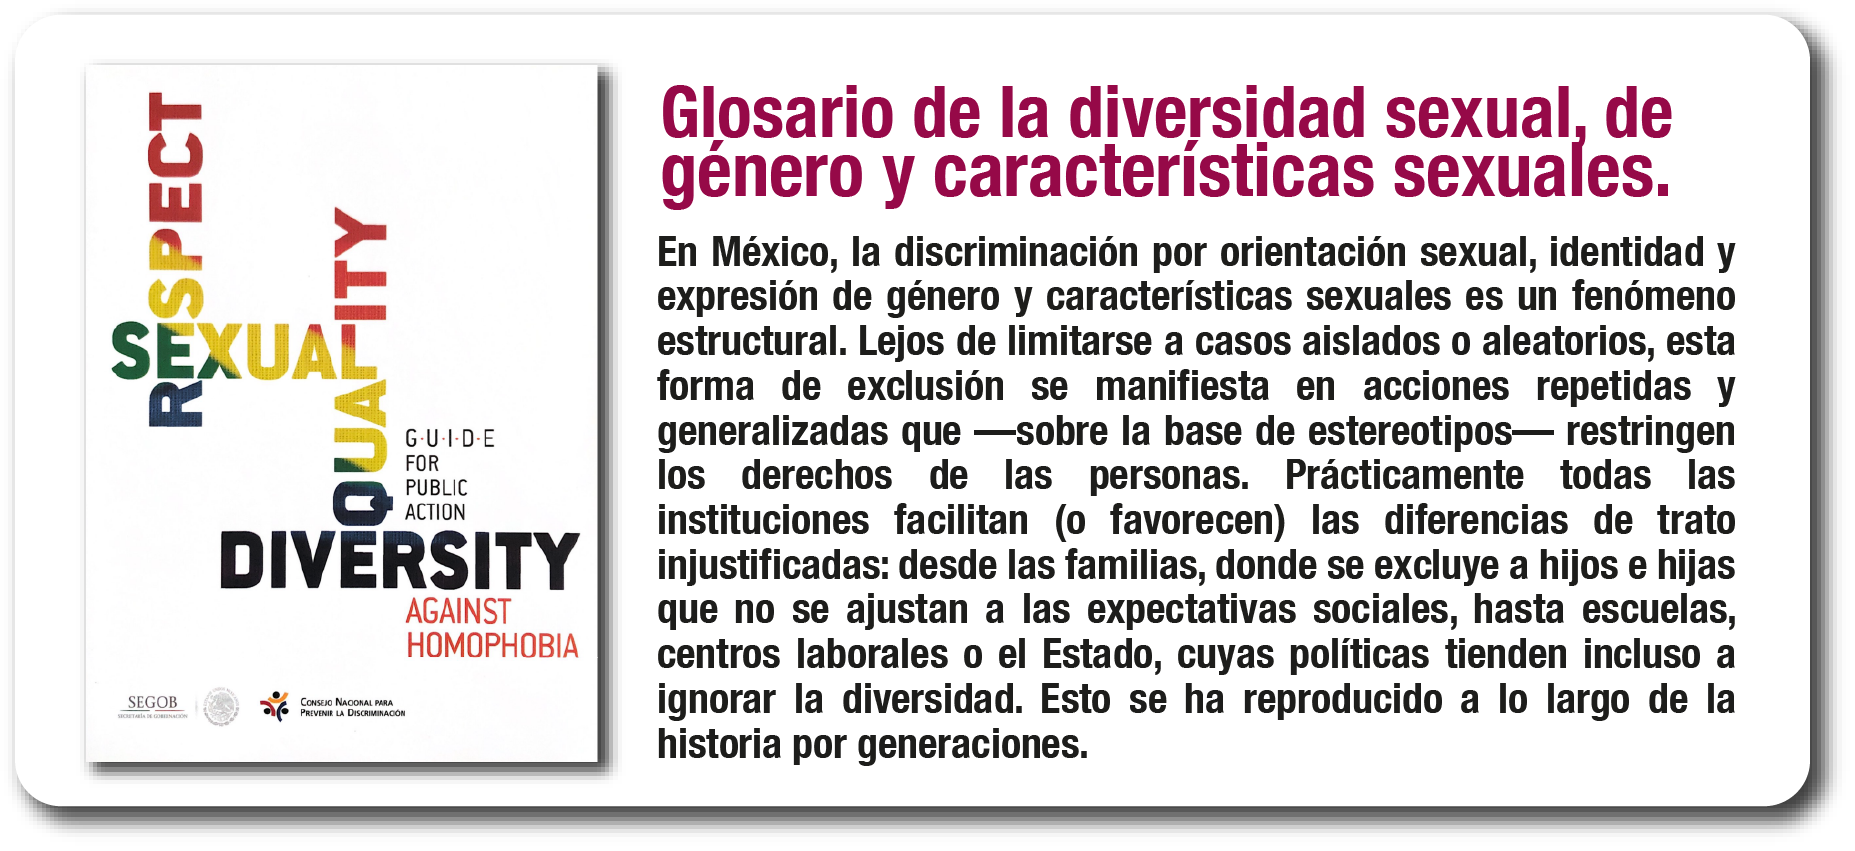 RESPECT
SEXUAL
EQUALITY
G·U·I·D·E
FOR
PUBLIC
ACTION
DIVERSITY
AGAINST
HOMOPHOBIA
SEGOB
SECRETARÍA DE GOBERNACIÓN
CONSEJO NACIONAL PARA
PREVENIR LA DISCRIMINACIÓN
Glosario de la diversidad sexual, de
género y características sexuales.
En México, la discriminación por orientación sexual, identidad y
expresión de género y características sexuales es un fenómeno
estructural. Lejos de limitarse a casos aislados o aleatorios, esta
forma de exclusión se manifiesta en acciones repetidas y
generalizadas que —sobre la base de estereotipos— restringen
los derechos de las personas. Prácticamente todas las
instituciones facilitan (o favorecen) las diferencias de trato
injustificadas: desde las familias, donde se excluye a hijos e hijas
que no se ajustan a las expectativas sociales, hasta escuelas,
centros laborales o el Estado, cuyas políticas tienden incluso a
ignorar la diversidad. Esto se ha reproducido a lo largo de la
historia por generaciones.